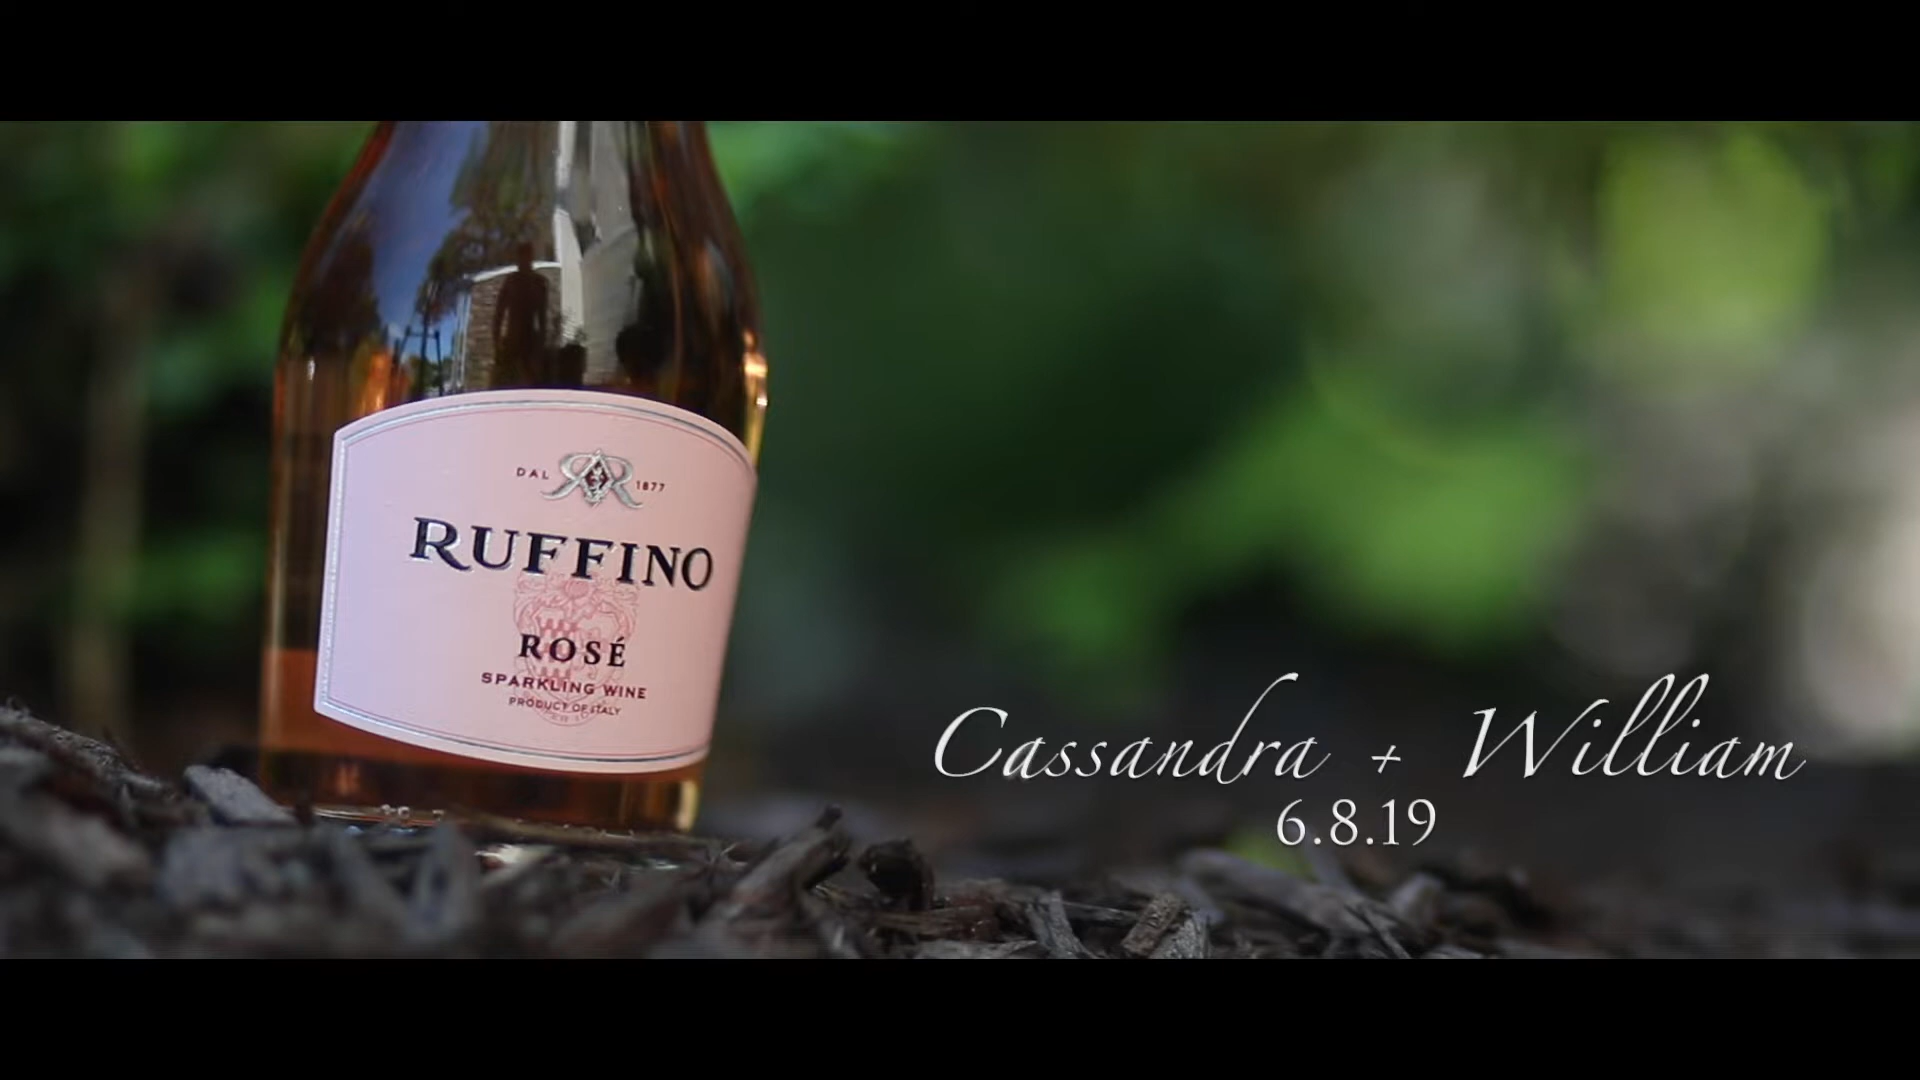 DAL 1877
RUFFINO
ROSÉ
SPARKLING WINE
PRODUCT OF ITALY
Cassandra + William
6.8.19